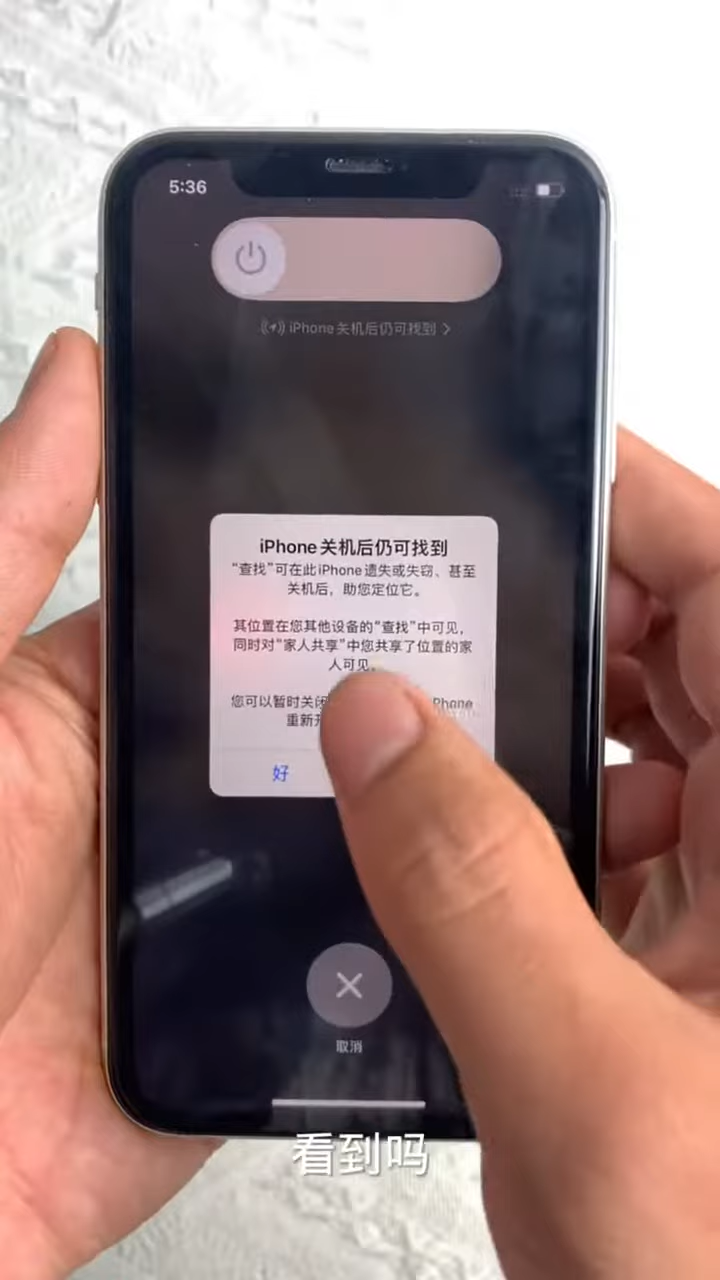 5:36
iPhone关机后仍可找到
iPhone关机后仍可找到
“查找”可在此iPhone遗失或失窃、甚至
关机后，助您定位它。
其位置在您其他设备的“查找”中可见，
同时对“家人共享”中您共享了位置的家
人可见。
您可以暂时关闭 Phone
重新
好
取消
看到吗